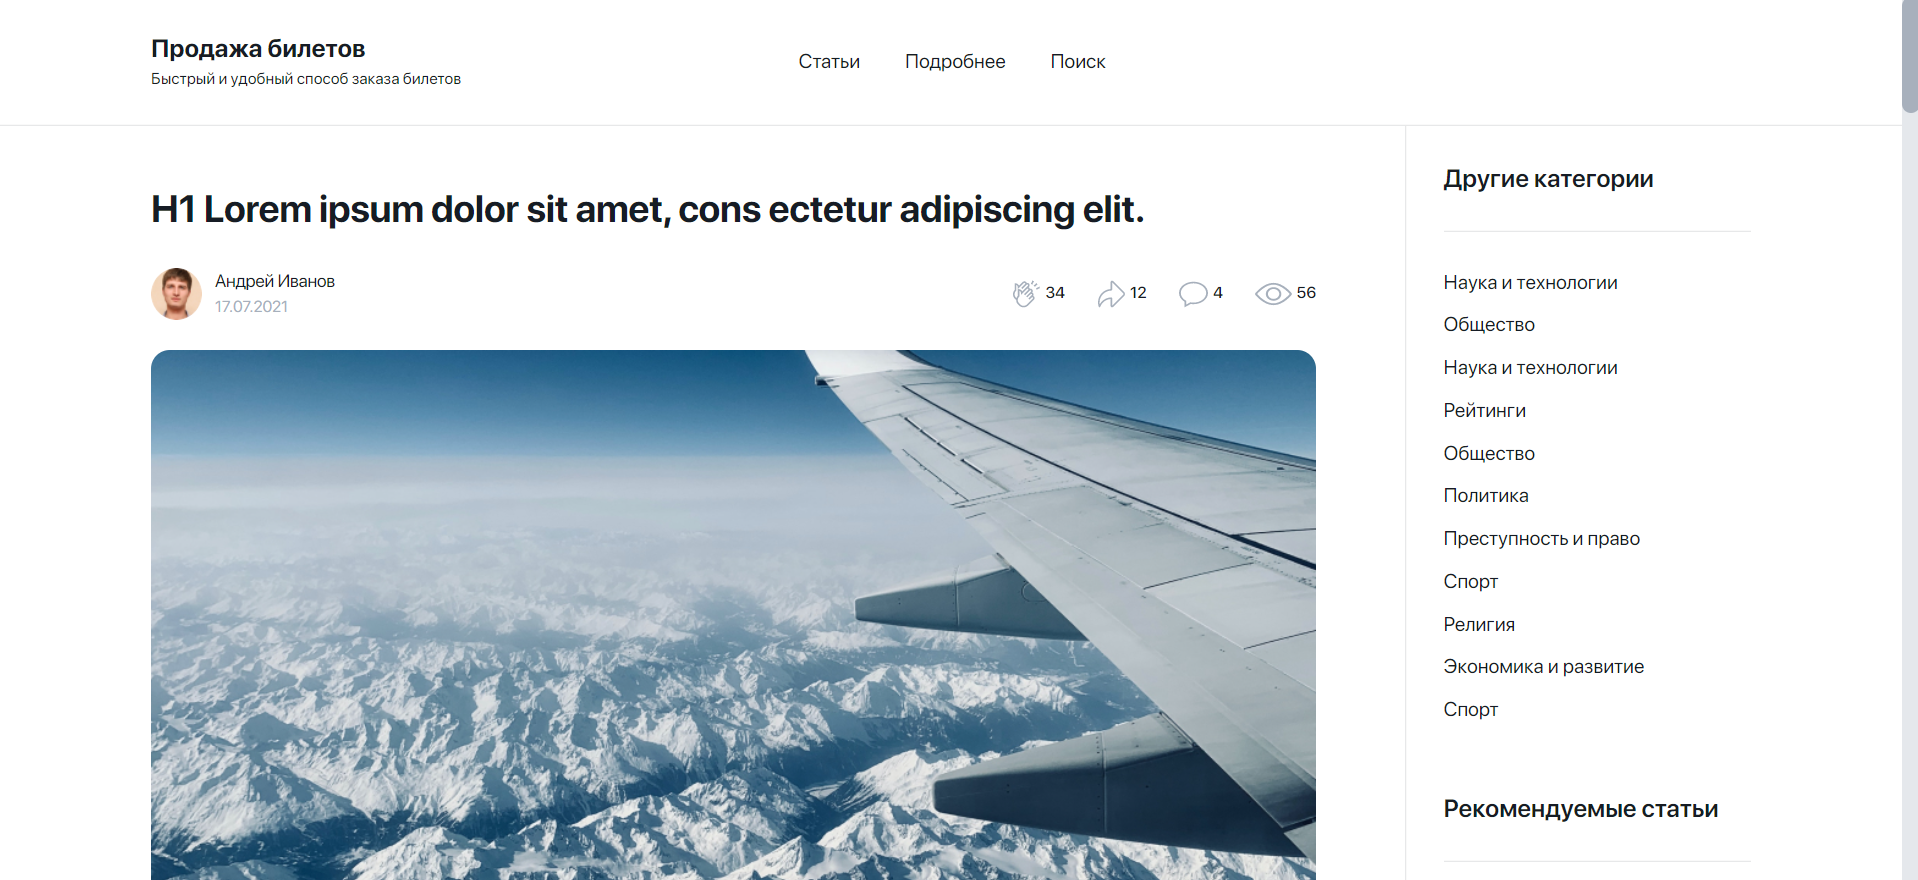 Продажа билетов
Быстрый и удобный способ заказа билетов
Статьи
Подробнее
Поиск
H1 Lorem ipsum dolor sit amet, cons ectetur adipiscing elit.
Андрей Иванов
17.07.2021
34
12
4
56
Другие категории
Наука и технологии
Общество
Наука и технологии
Рейтинги
Общество
Политика
Преступность и право
Спорт
Религия
Экономика и развитие
Спорт
Рекомендуемые статьи